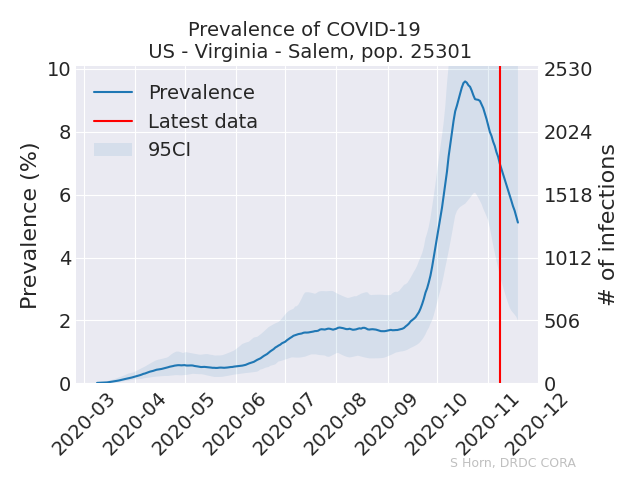 Prevalence of COVID-19
US - Virginia - Salem, pop. 25301
Prevalence
Latest data
95CI
Prevalence (%)
10
8
6
4
2
0
2530
2024
1518
1012
506
0
# of infections
2020-03
2020-04
2020-05
2020-06
2020-07
2020-08
2020-09
2020-10
2020-11
2020-12
S Horn, DRDC CORA